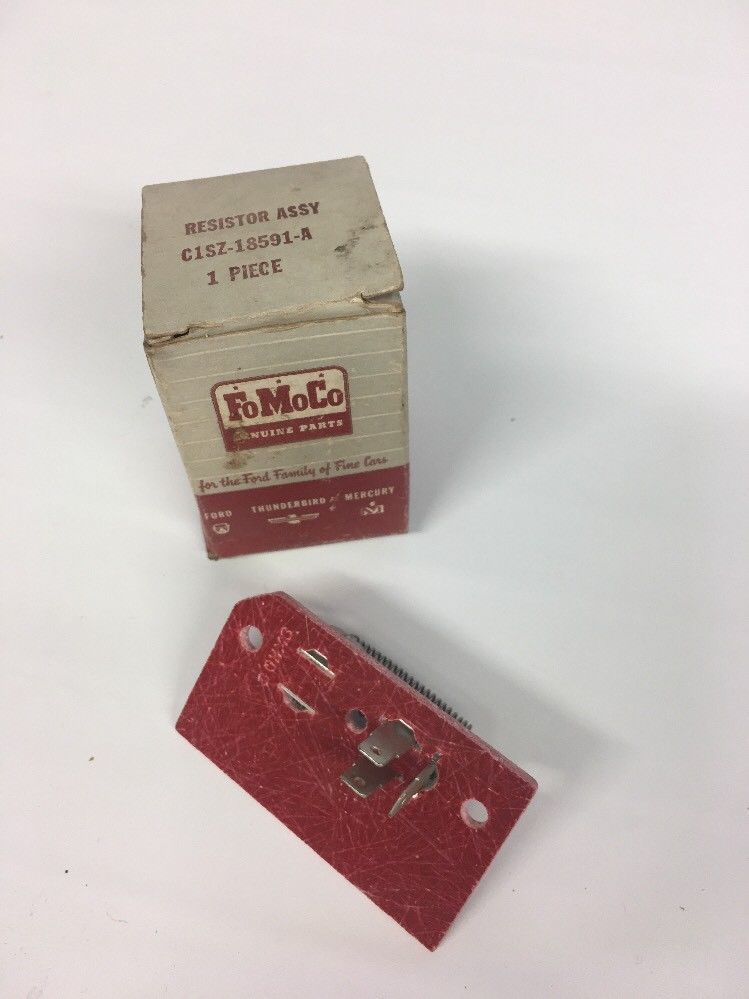 RESISTOR ASSY
C1SZ-18591-A
1 PIECE
FoMoCo
GENUINE PARTS
for the Ford Family of Fine Cars
FORD THUNDERBIRD MERCURY
M